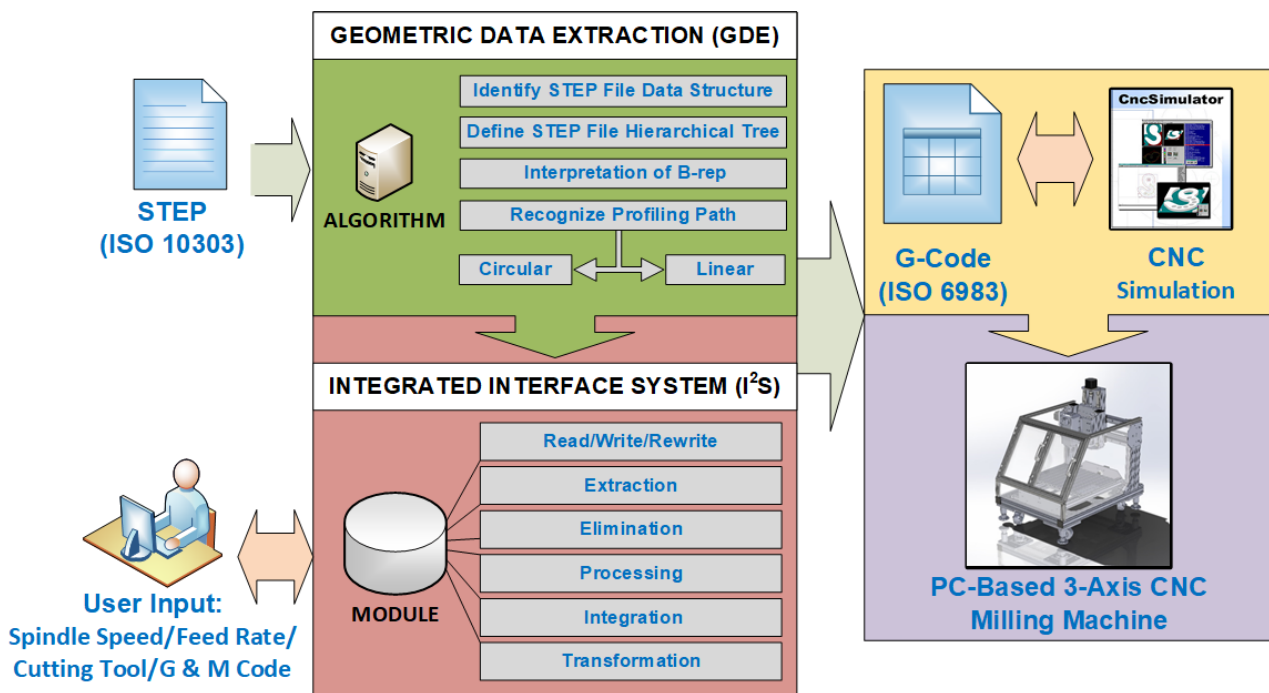 GEOMETRIC DATA EXTRACTION (GDE)
Identify STEP File Data Structure
Define STEP File Hierarchical Tree
Interpretation of B-rep
Recognize Profiling Path
Circular
Linear
ALGORITHM
STEP
(ISO 10303)
INTEGRATED INTERFACE SYSTEM (I²S)
Read/Write/Rewrite
Extraction
Elimination
Processing
Integration
Transformation
MODULE
User Input:
Spindle Speed/Feed Rate/
Cutting Tool/G & M Code
G-Code
(ISO 6983)
CncSimulator
CNC
Simulation
PC-Based 3-Axis CNC
Milling Machine